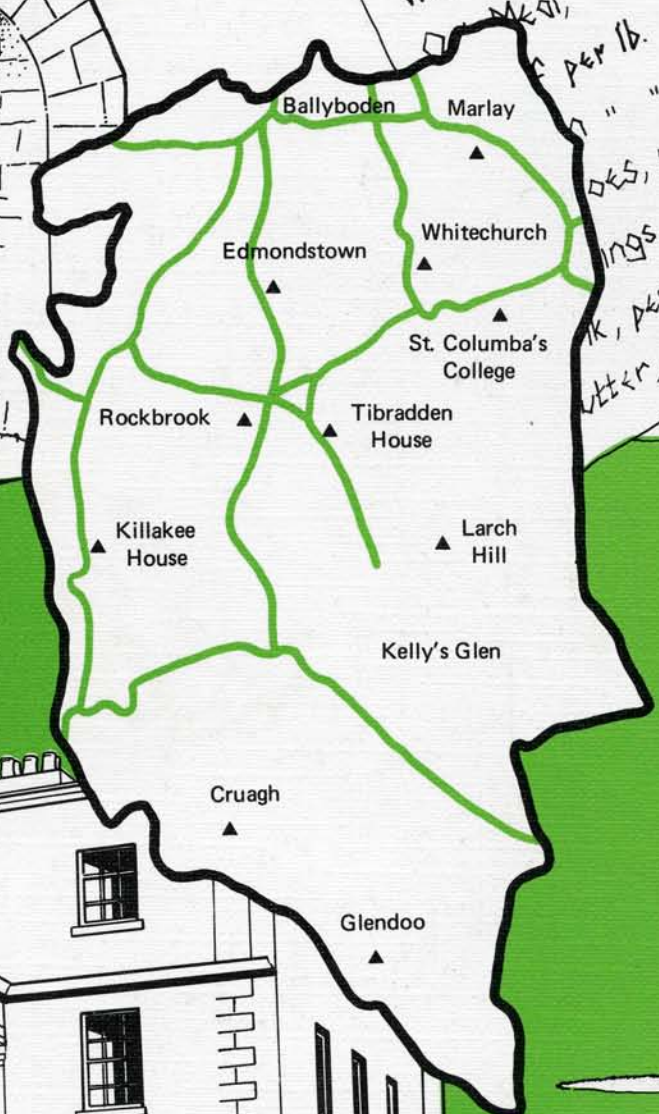 per lb.
" "
Ballyboden
Marlay
Whitechurch
Edmondstown
St. Columba's
College
Rockbrook
Tibradden
House
Killakee
House
Larch
Hill
Kelly's Glen
Cruagh
Glendoo